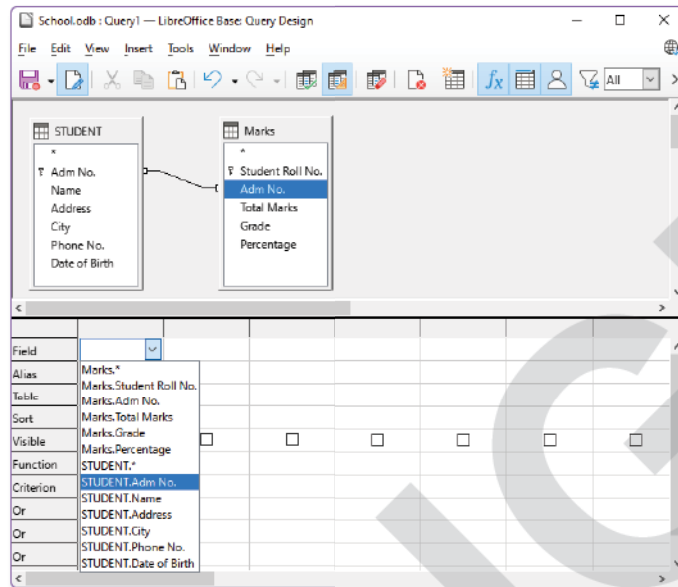 School.odb : Query1 — LibreOffice Base: Query Design
File Edit View Insert Tools Window Help
All
STUDENT
*
Adm No.
Name
Address
City
Phone No.
Date of Birth
Marks
*
Student Roll No.
Adm No.
Total Marks
Grade
Percentage
Field
Alias
Table
Sort
Visible
Function
Criterion
Or
Or
Or
Marks.*
Marks.Student Roll No.
Marks.Adm No.
Marks.Total Marks
Marks.Grade
Marks.Percentage
STUDENT.*
STUDENT.Adm No.
STUDENT.Name
STUDENT.Address
STUDENT.City
STUDENT.Phone No.
STUDENT.Date of Birth